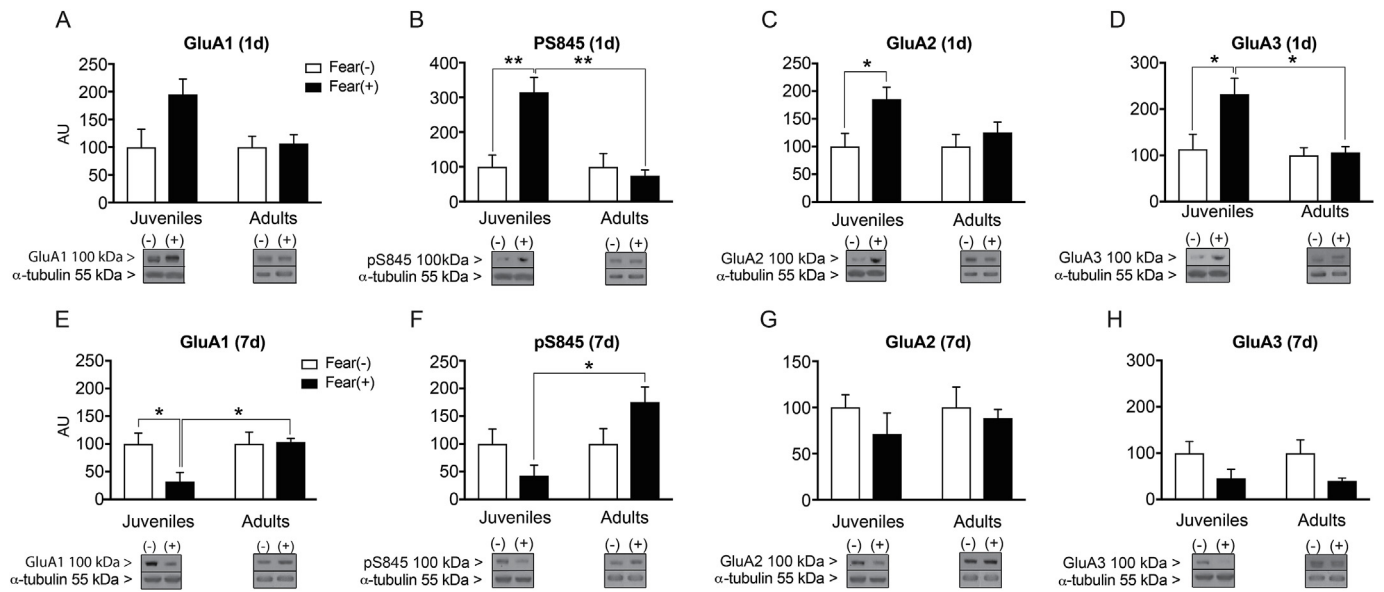 A
GluA1 (1d)
250
200
150
100
50
0
AU
Fear(-)
Fear(+)
Juveniles Adults
(-) (+) (-) (+)
GluA1 100 kDa >
α-tubulin 55 kDa >
B
PS845 (1d)
400
300
200
100
0
** **
Juveniles Adults
(-) (+) (-) (+)
pS845 100kDa >
α-tubulin 55 kDa >
C
GluA2 (1d)
250
200
150
100
50
0
*
Juveniles Adults
(-) (+) (-) (+)
GluA2 100 kDa >
α-tubulin 55 kDa >
D
GluA3 (1d)
300
200
100
0
* *
Juveniles Adults
(-) (+) (-) (+)
GluA3 100 kDa >
α-tubulin 55 kDa >
E
GluA1 (7d)
250
200
150
100
50
0
AU
Fear(-)
Fear(+)
* *
Juveniles Adults
(-) (+) (-) (+)
GluA1 100 kDa >
α-tubulin 55 kDa >
F
pS845 (7d)
250
200
150
100
50
0
*
Juveniles Adults
(-) (+) (-) (+)
pS845 100 kDa >
α-tubulin 55 kDa >
G
GluA2 (7d)
150
100
50
0
Juveniles Adults
(-) (+) (-) (+)
GluA2 100 kDa >
α-tubulin 55 kDa >
H
GluA3 (7d)
300
200
100
0
Juveniles Adults
(-) (+) (-) (+)
GluA3 100 kDa >
α-tubulin 55 kDa >